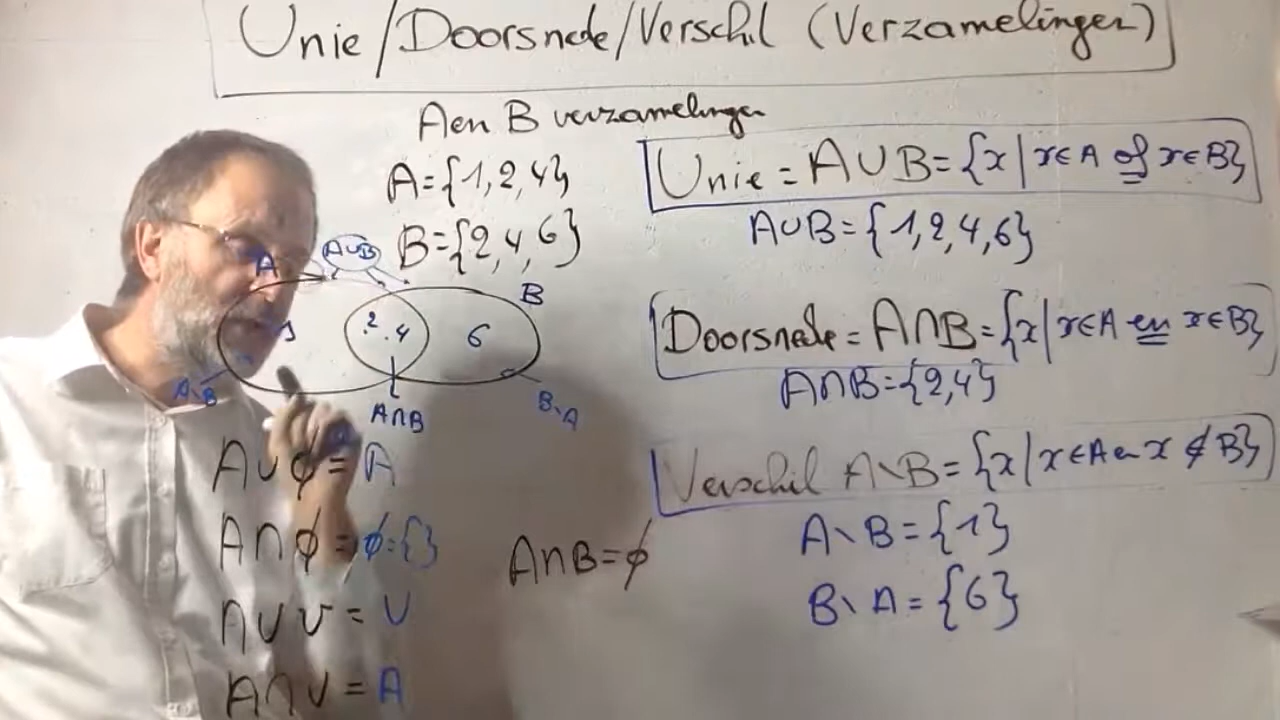 Unie/Doorsnede/Verschil (Verzamelingen)
A en B verzamelingen
A={1,2,4}
B={2,4,6}
Unie = A∪B={x|x∈A of x∈B}
A∪B={1,2,4,6}
A
A∪B
B
1
2
.4
6
A\B
A∩B
B\A
Doorsnede = A∩B={x|x∈A en x∈B}
A∩B={2,4}
Verschil A\B={x|x∈A en x∉B}
A\B={1}
B\A={6}
A∪ϕ=A
A∩ϕ=ϕ={}
A∩B=ϕ
A∪U=U
A∩U=A